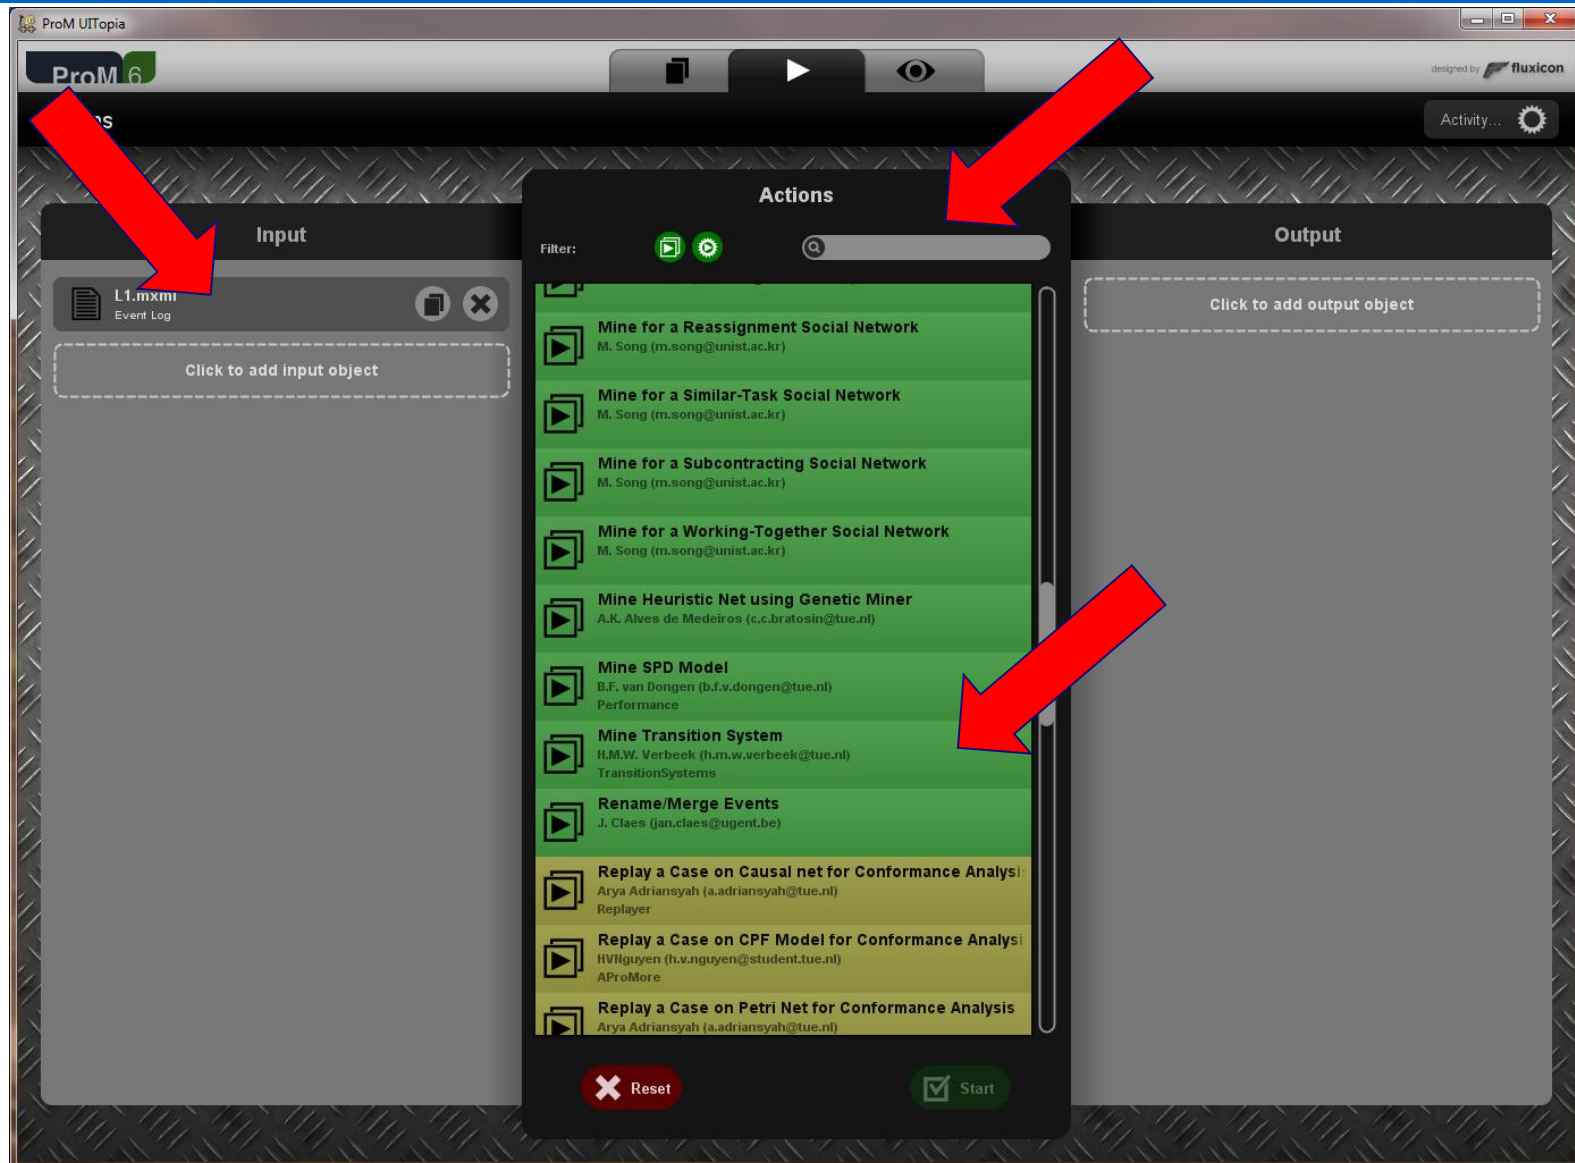 ProM UITopia
ProM 6
designed by fluxicon
Activity...
Actions
Input
Filter:
Output
L1.mxml
Event Log
Click to add input object
Click to add output object
Mine for a Reassignment Social Network
M. Song (m.song@unist.ac.kr)
Mine for a Similar-Task Social Network
M. Song (m.song@unist.ac.kr)
Mine for a Subcontracting Social Network
M. Song (m.song@unist.ac.kr)
Mine for a Working-Together Social Network
M. Song (m.song@unist.ac.kr)
Mine Heuristic Net using Genetic Miner
A.K. Alves de Medeiros (c.c.bratosin@tue.nl)
Mine SPD Model
B.F. van Dongen (b.f.v.dongen@tue.nl)
Performance
Mine Transition System
H.M.W. Verbeek (h.m.w.verbeek@tue.nl)
TransitionSystems
Rename/Merge Events
J. Claes (jan.claes@ugent.be)
Replay a Case on Causal net for Conformance Analysi
Arya Adriansyah (a.adriansyah@tue.nl)
Replayer
Replay a Case on CPF Model for Conformance Analysi
HVNguyen (h.v.nguyen@student.tue.nl)
AProMore
Replay a Case on Petri Net for Conformance Analysis
Arya Adriansyah (a.adriansyah@tue.nl)
Reset
Start